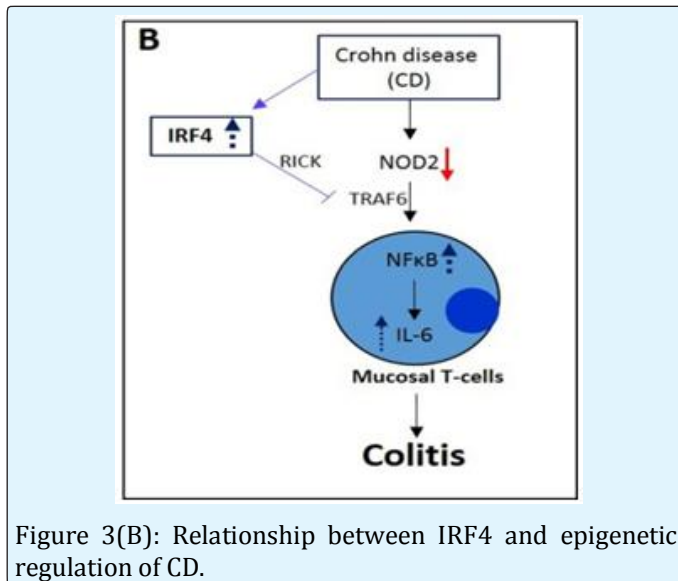 B
Crohn disease
(CD)
IRF4
RICK
NOD2
TRAF6
NFκB
IL-6
Mucosal T-cells
Colitis
Figure 3(B): Relationship between IRF4 and epigenetic
regulation of CD.